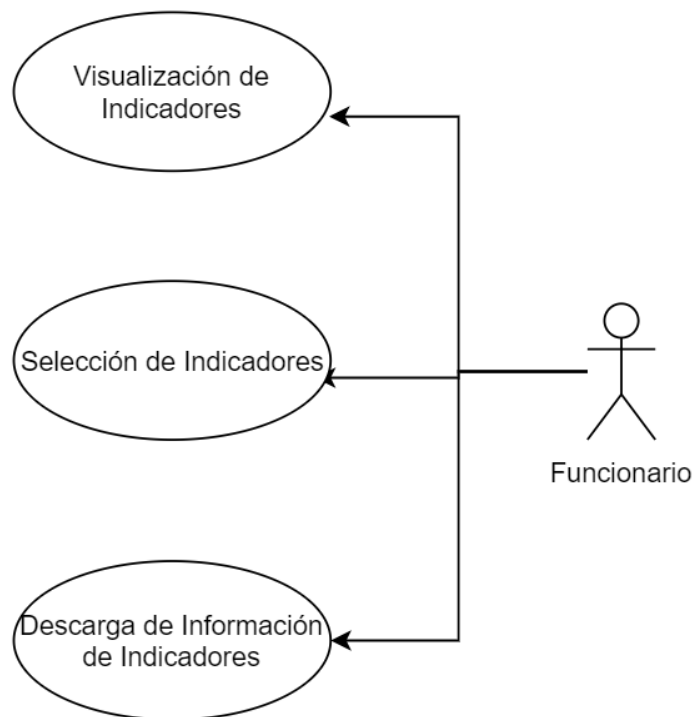 Visualización de
Indicadores
Selección de Indicadores
Funcionario
Descarga de Información
de Indicadores